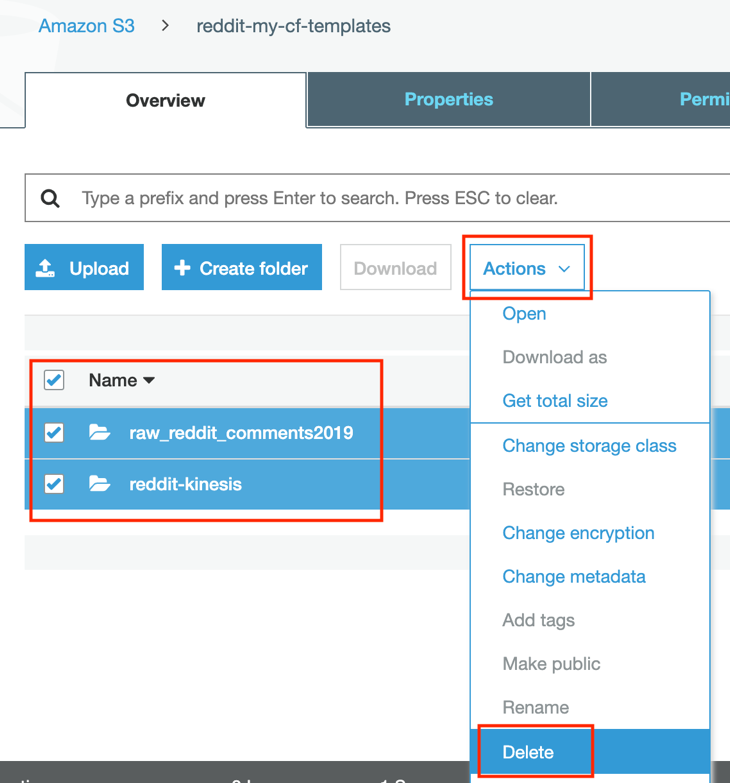 Amazon S3 > reddit-my-cf-templates
Overview Properties Permi
Type a prefix and press Enter to search. Press ESC to clear.
Upload + Create folder Download Actions
Open
Download as
Get total size
Change storage class
Restore
Change encryption
Change metadata
Add tags
Make public
Rename
Delete
Name
raw_reddit_comments2019
reddit-kinesis